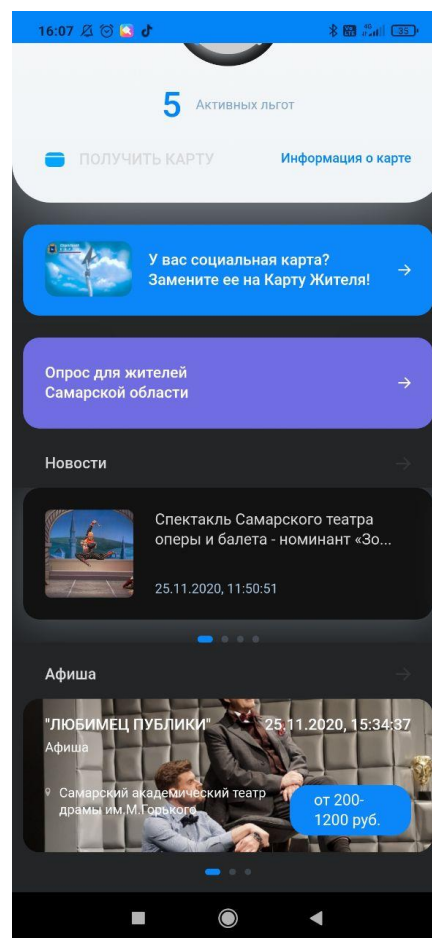 16:07
35
5 Активных льгот
ПОЛУЧИТЬ КАРТУ
Информация о карте
У вас социальная карта?
Замените ее на Карту Жителя!
Опрос для жителей
Самарской области
Новости
Спектакль Самарского театра
оперы и балета - номинант «Зо...
25.11.2020, 11:50:51
Афиша
"ЛЮБИМЕЦ ПУБЛИКИ"
25.11.2020, 15:34:37
Афиша
Самарский академический театр
драмы им.М.Горького
от 200-
1200 руб.